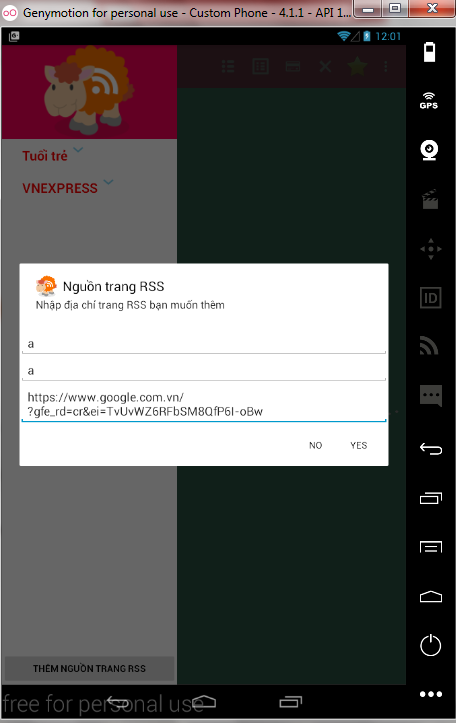 Genymotion for personal use - Custom Phone - 4.1.1 - API 1...
12:01
GPS
Tuổi trẻ
VNEXPRESS
Nguồn trang RSS
Nhập địa chí trang RSS bạn muốn thêm
a
a
https://www.google.com.vn/
?gfe_rd=cr&ei=TvUvWZ6RFbSM8QfP6I-oBw
NO
YES
ID
THÊM NGUỒN TRANG RSS
free for personal use